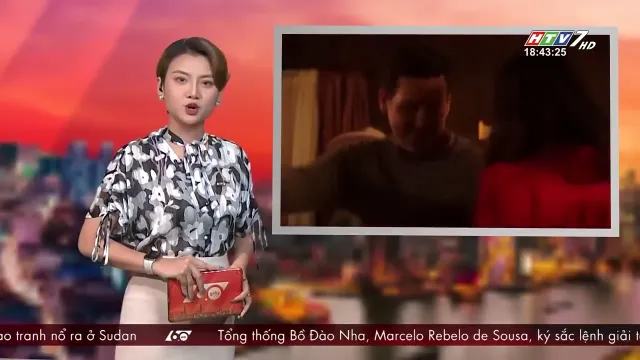 HTV7 HD
18:43:25
ao tranh nổ ra ở Sudan 60 Tổng thống Bồ Đào Nha, Marcelo Rebelo de Sousa, ký sắc lệnh giải t